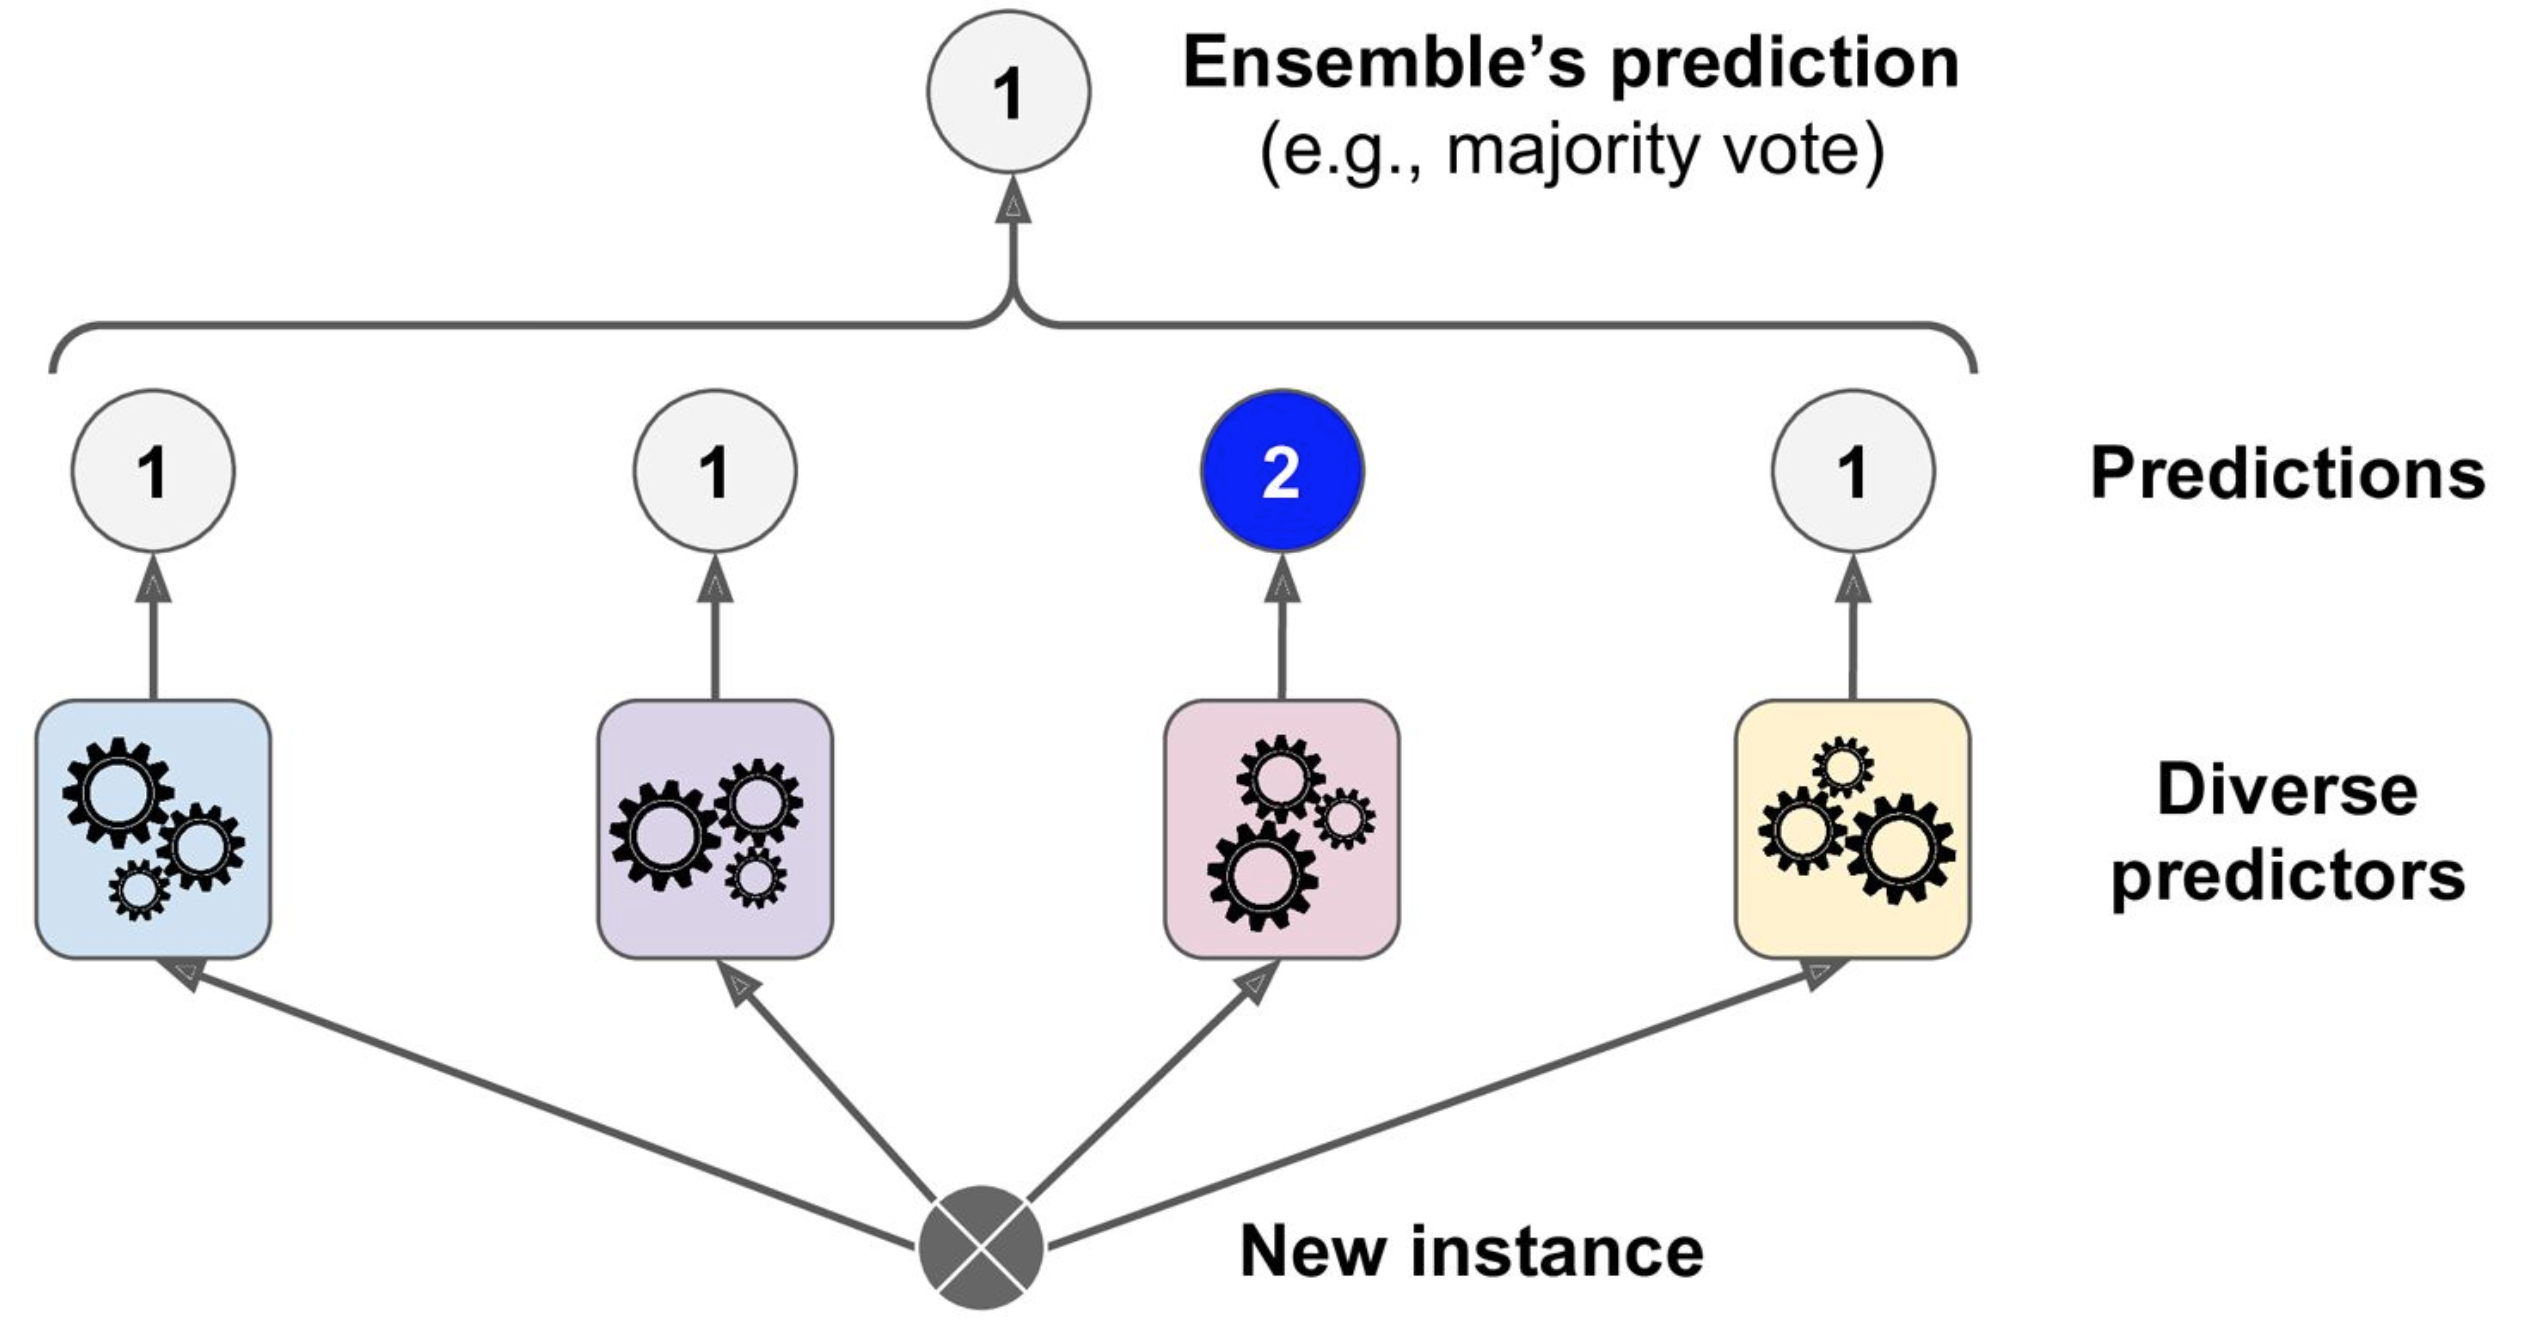 1
Ensemble’s prediction
(e.g., majority vote)
1 1 2 1 Predictions
Diverse
predictors
New instance